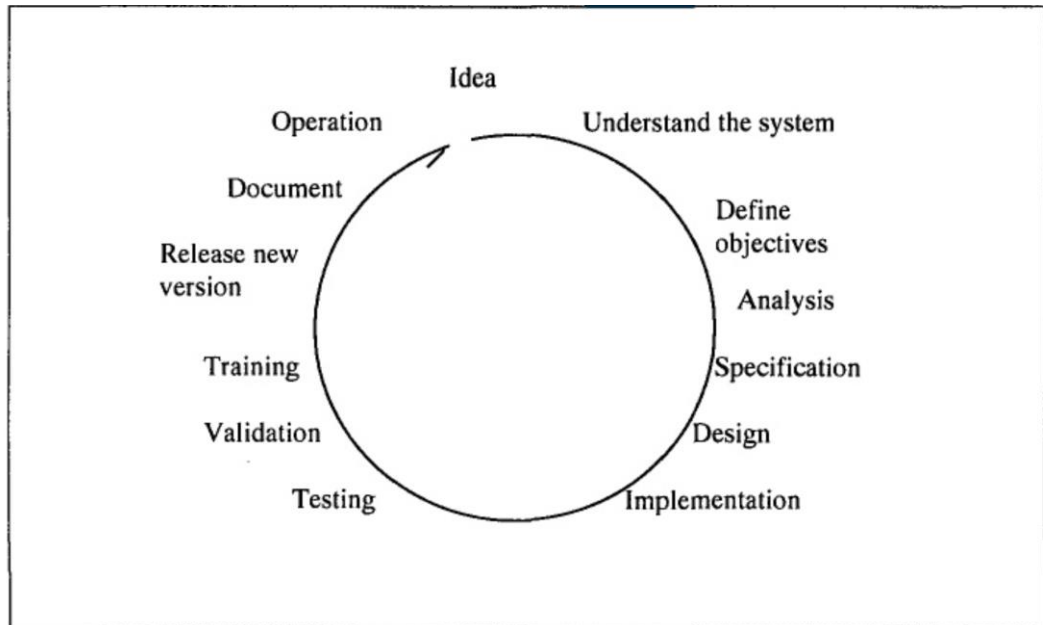 Idea
Understand the system
Define
objectives
Analysis
Specification
Design
Implementation
Testing
Validation
Training
Release new
version
Document
Operation